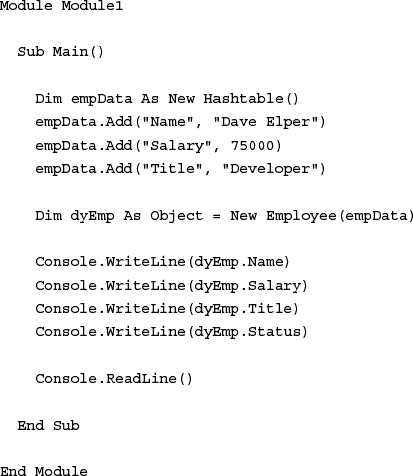 Module Module1
Sub Main()
Dim empData As New Hashtable()
empData.Add("Name", "Dave Elper")
empData.Add("Salary", 75000)
empData.Add("Title", "Developer")
Dim dyEmp As Object = New Employee(empData)
Console.WriteLine(dyEmp.Name)
Console.WriteLine(dyEmp.Salary)
Console.WriteLine(dyEmp.Title)
Console.WriteLine(dyEmp.Status)
Console.ReadLine()
End Sub
End Module